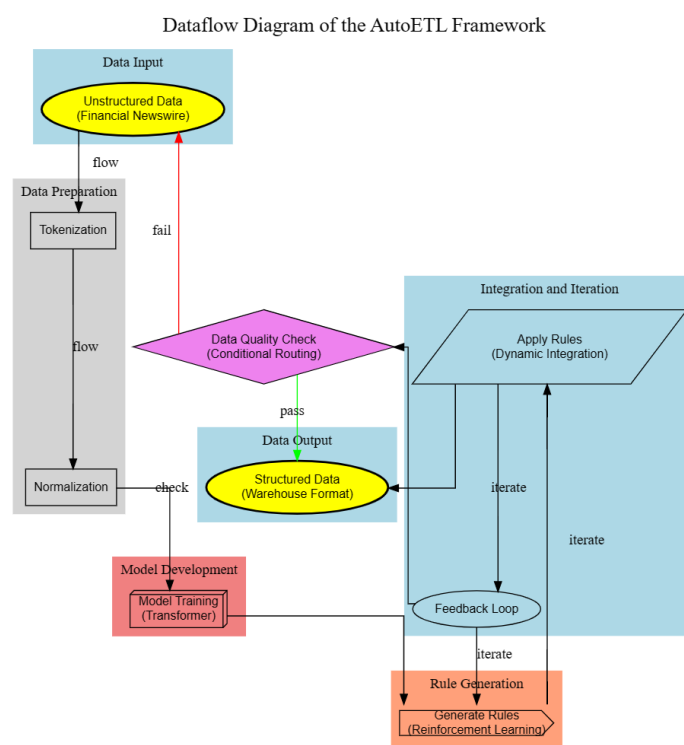 Dataflow Diagram of the AutoETL Framework
Data Input
Unstructured Data
(Financial Newswire)
flow
Data Preparation
Tokenization
fail
flow
Integration and Iteration
Data Quality Check
(Conditional Routing)
Apply Rules
(Dynamic Integration)
pass
Data Output
Structured Data
(Warehouse Format)
Normalization
check
iterate
iterate
Model Development
Model Training
(Transformer)
Feedback Loop
iterate
Rule Generation
Generate Rules
(Reinforcement Learning)